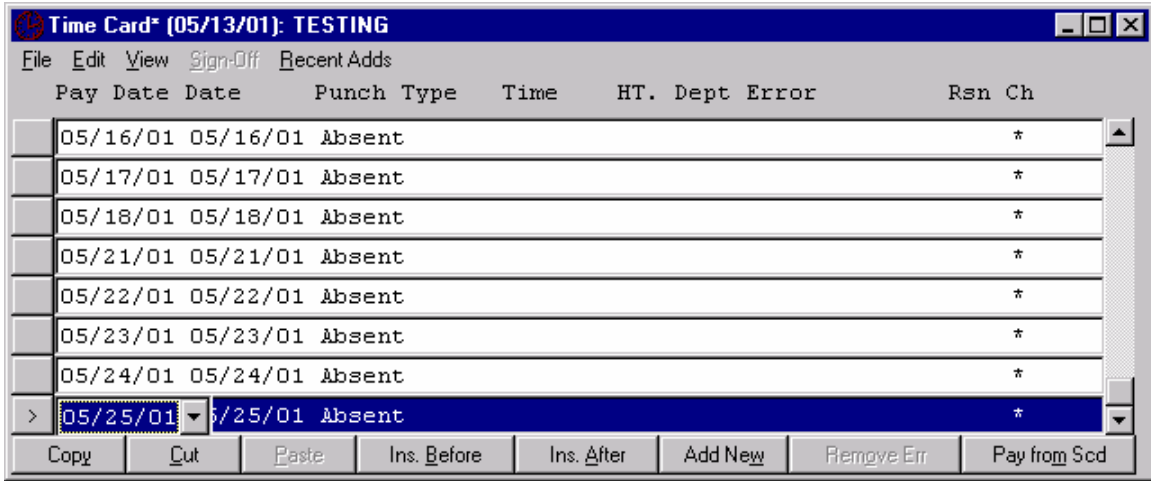 Time Card* (05/13/01): TESTING
File Edit View Sign-Off Recent Adds
Pay Date Date Punch Type Time HT. Dept Error Rsn Ch
05/16/01 05/16/01 Absent *
05/17/01 05/17/01 Absent *
05/18/01 05/18/01 Absent *
05/21/01 05/21/01 Absent *
05/22/01 05/22/01 Absent *
05/23/01 05/23/01 Absent *
05/24/01 05/24/01 Absent *
> 05/25/01 5/25/01 Absent *
Copy Cut Paste Ins. Before Ins. After Add New Remove Err Pay from Scd